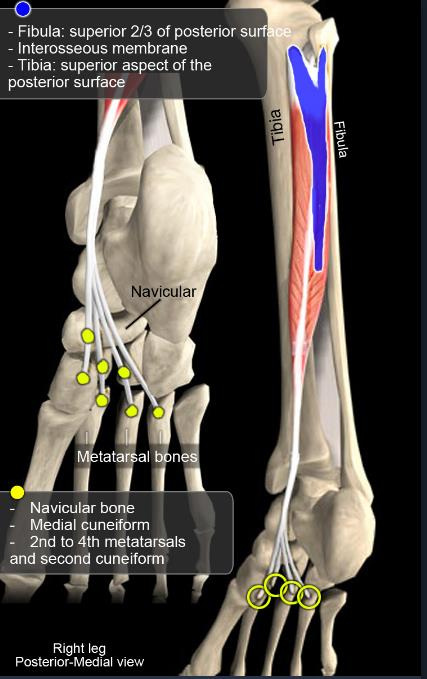 - Fibula: superior 2/3 of posterior surface
- Interosseous membrane
- Tibia: superior aspect of the
posterior surface
Tibia
Fibula
Navicular
Metatarsal bones
- Navicular bone
- Medial cuneiform
- 2nd to 4th metatarsals
and second cuneiform
Right leg
Posterior-Medial view